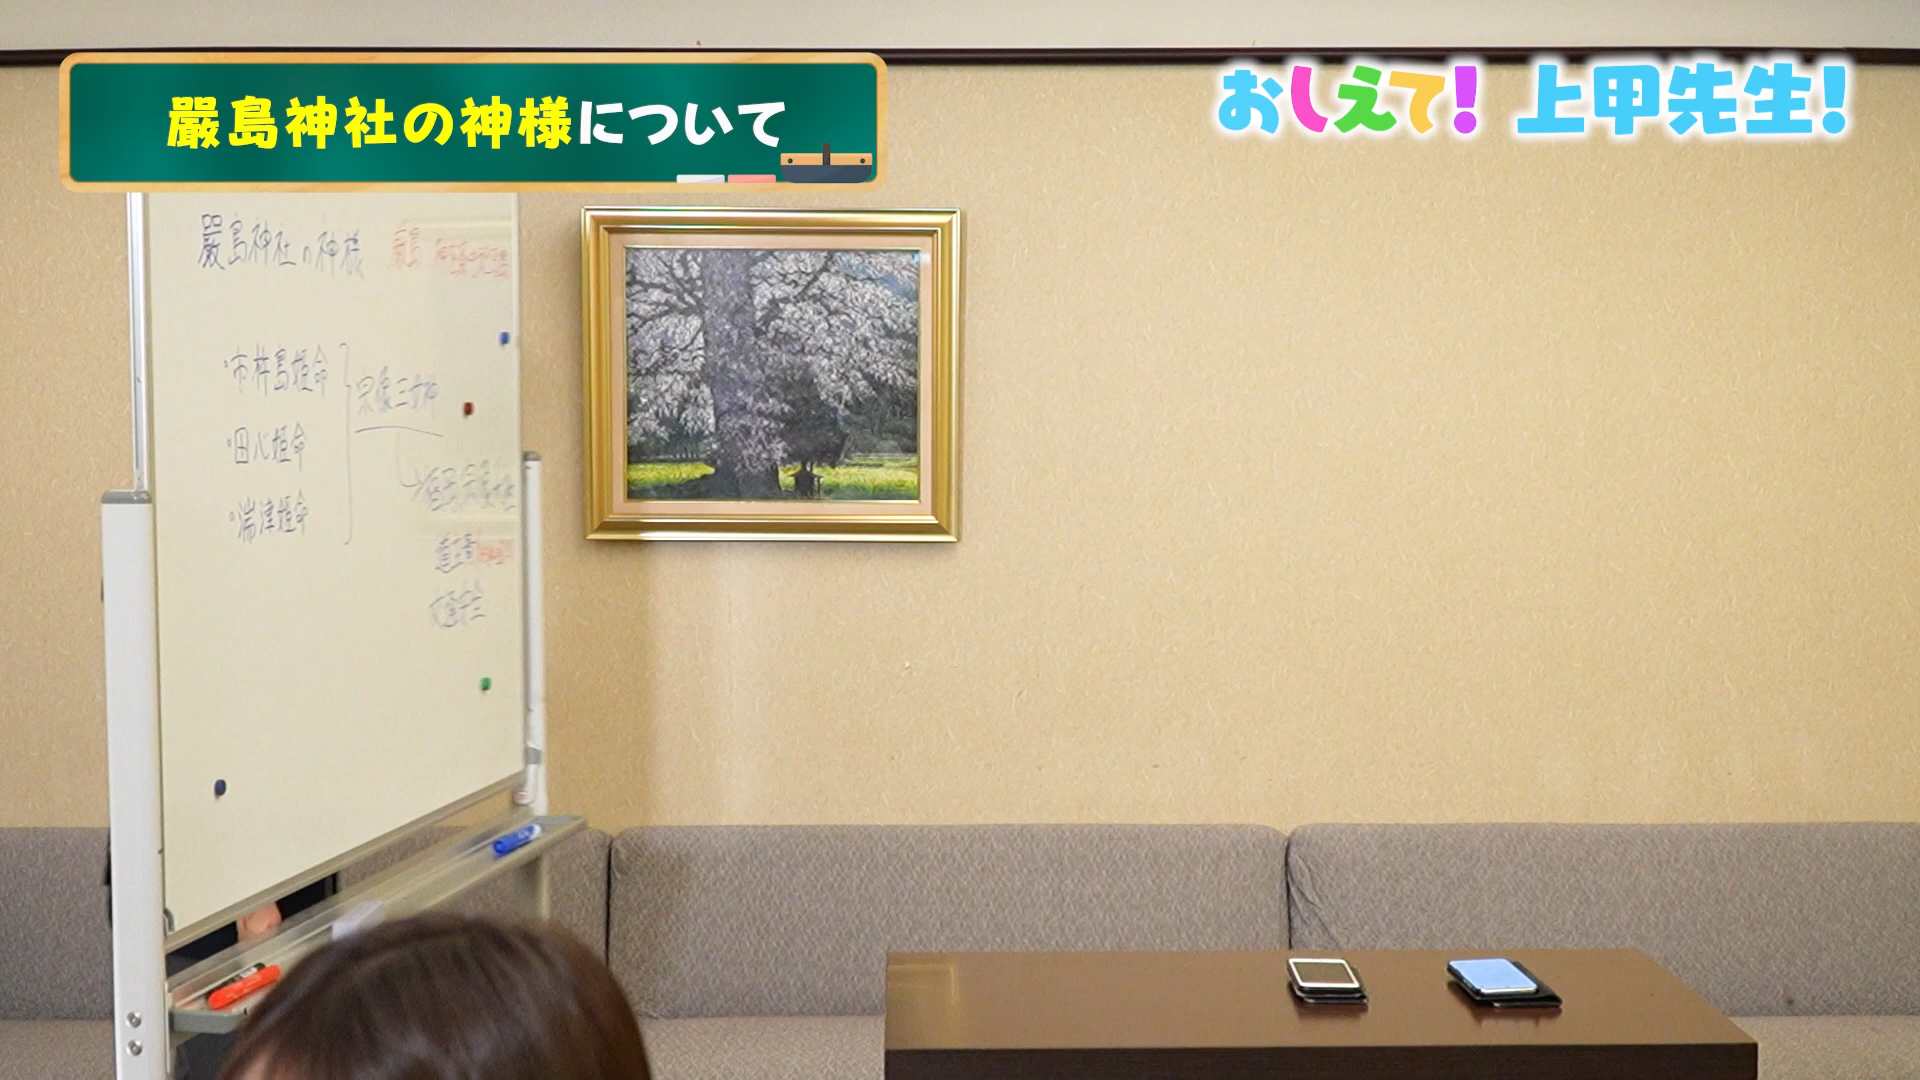 嚴島神社の神様について
おしえて! 上甲先生!
嚴島神社の神様 厳島
・市杵島姫命
・田心姫命
・湍津姫命
宗像三女神